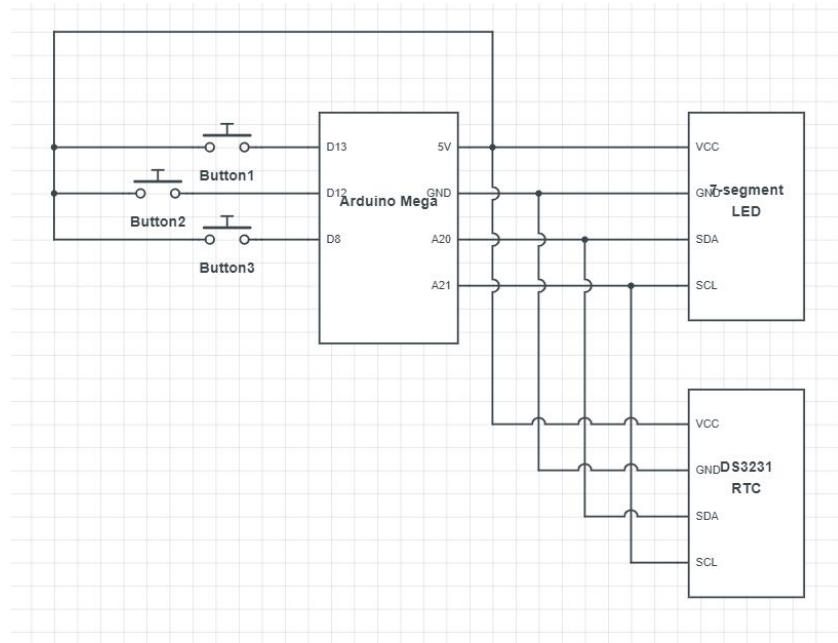 D13
5V
Button1
D12
GND
Arduino Mega
Button2
D8
A20
Button3
A21
VCC
GND
7-segment
LED
SDA
SCL
VCC
GND
DS3231
RTC
SDA
SCL